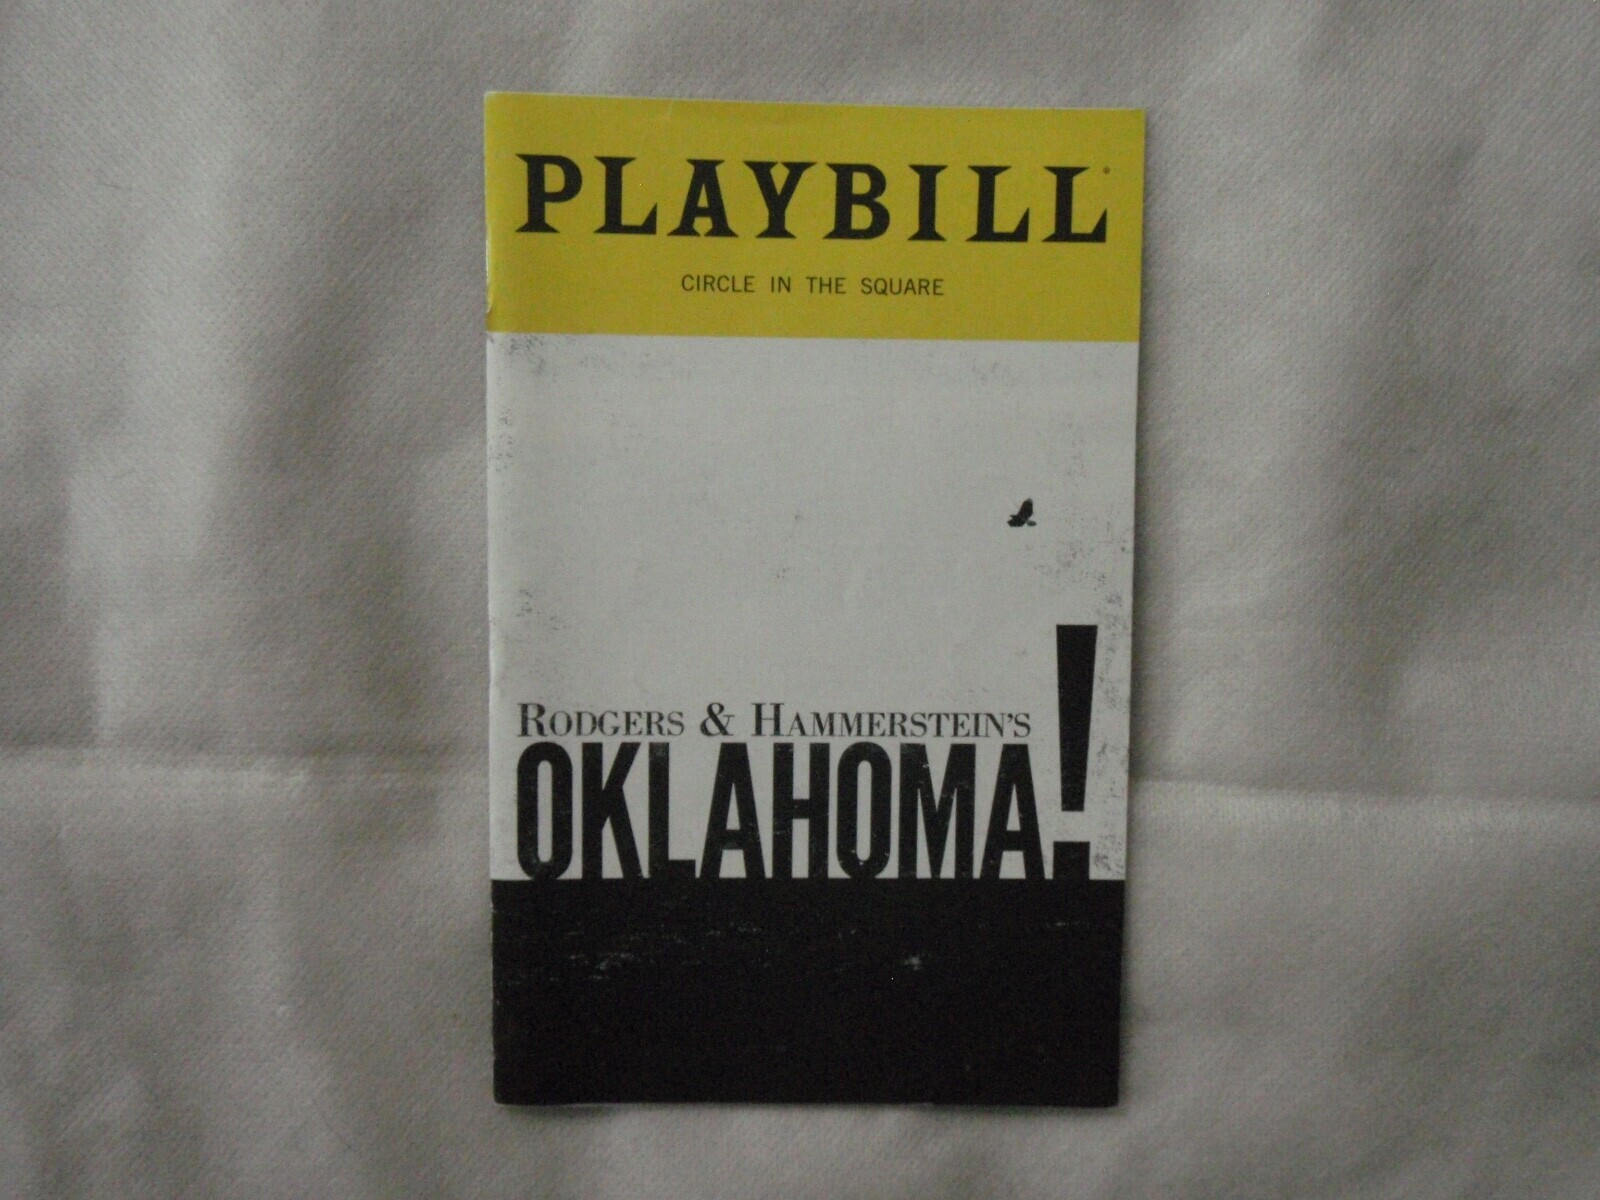 PLAYBILL®
CIRCLE IN THE SQUARE
RODGERS & HAMMERSTEIN'S
OKLAHOMA!